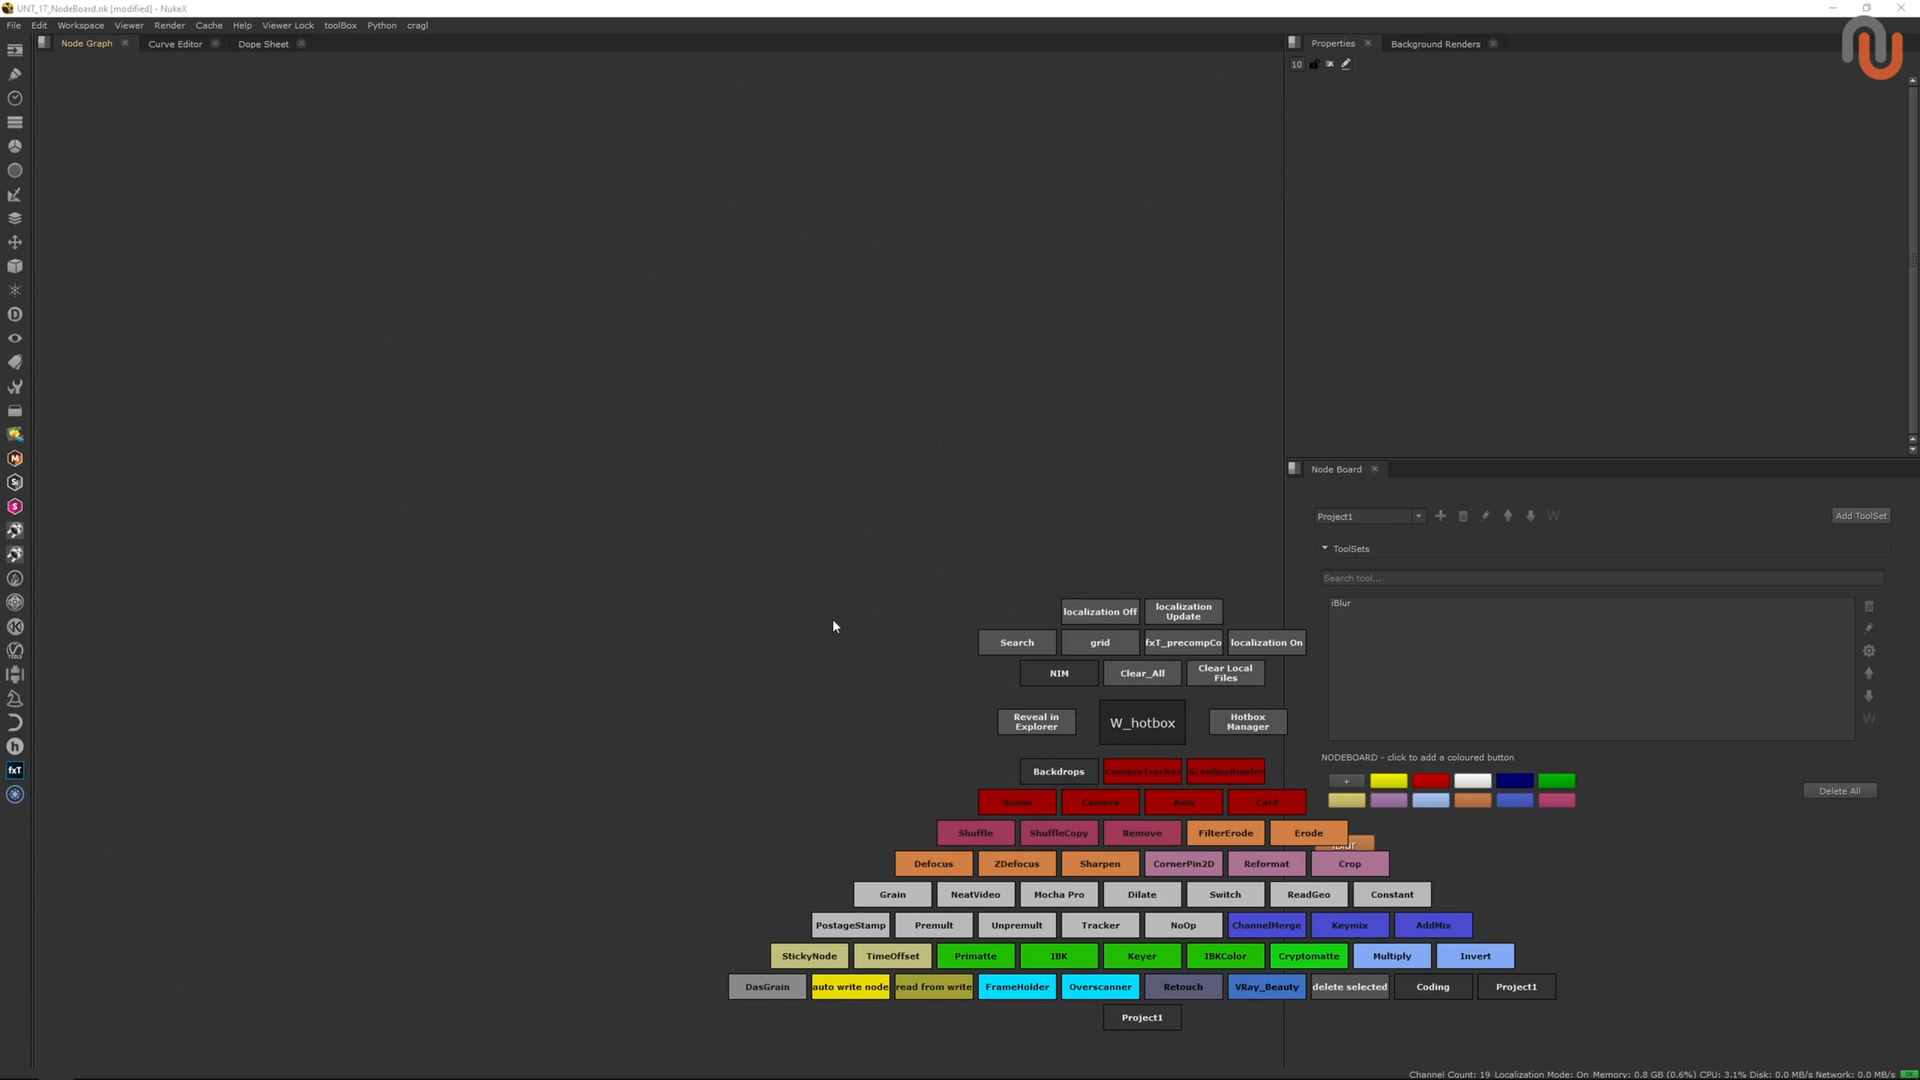 UNT_17_NodeBoard.nk [modified] - NukeX
File Edit Workspace Viewer Render Cache Help Viewer Lock toolBox Python cragl
Node Graph Curve Editor Dope Sheet
Properties Background Renders
10
Node Board
Project1 W Add ToolSet
ToolSets
Search tool...
iBlur
W
NODEBOARD - click to add a coloured button
+
Delete All
iBlur
localization Off localization Update
Search grid fxT_precompCo localization On
NIM Clear_All Clear Local Files
Reveal in Explorer W_hotbox Hotbox Manager
Backdrops CameraTracker ScanlineRender
Scene Camera Axis Card
Shuffle ShuffleCopy Remove FilterErode Erode
Defocus ZDefocus Sharpen CornerPin2D Reformat Crop
Grain NeatVideo Mocha Pro Dilate Switch ReadGeo Constant
PostageStamp Premult Unpremult Tracker NoOp ChannelMerge Keymix AddMix
StickyNode TimeOffset Primatte IBK Keyer IBKColor Cryptomatte Multiply Invert
DasGrain auto write node read from write FrameHolder Overscanner Retouch VRay_Beauty delete selected Coding Project1
Project1
Channel Count: 19 Localization Mode: On Memory: 0.8 GB (0.6%) CPU: 3.1% Disk: 0.0 MB/s Network: 0.0 MB/s